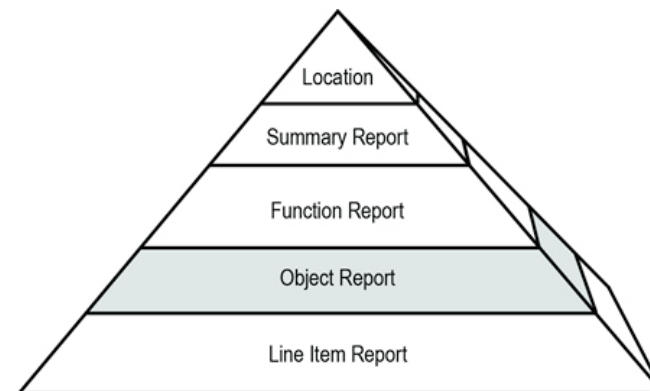 Location
Summary Report
Function Report
Object Report
Line Item Report